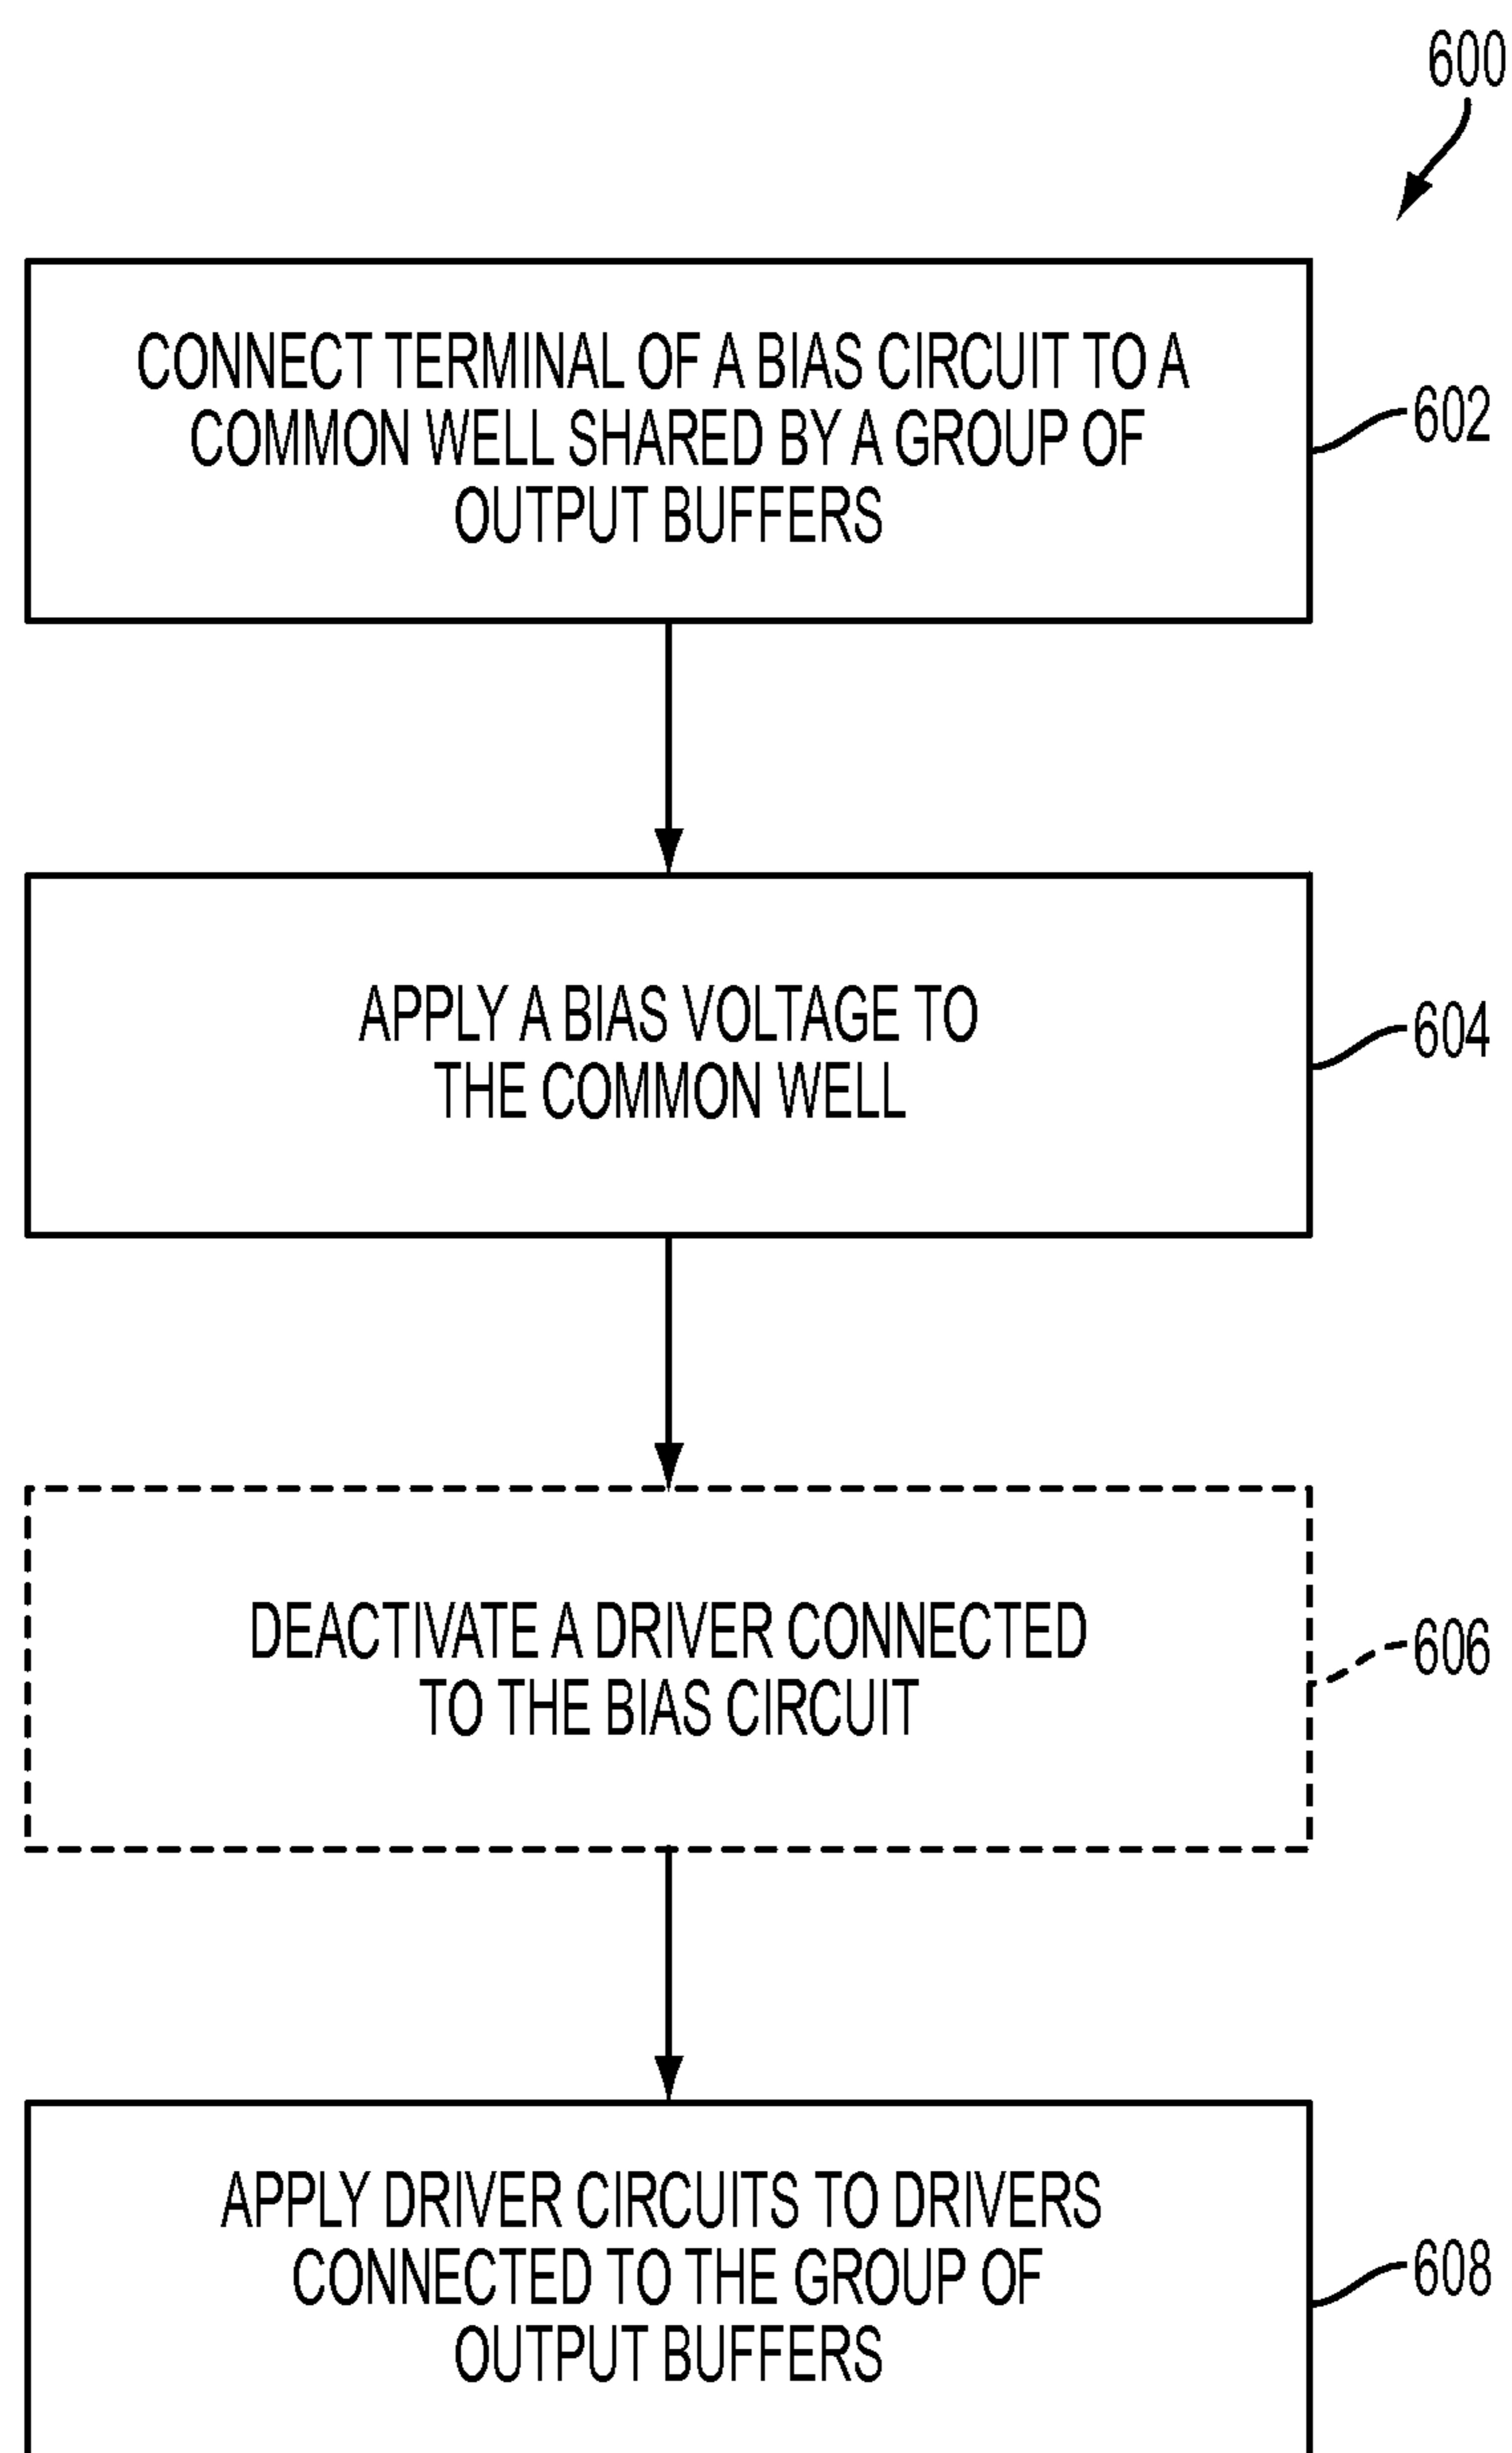 600
CONNECT TERMINAL OF A BIAS CIRCUIT TO A
COMMON WELL SHARED BY A GROUP OF
OUTPUT BUFFERS
602
APPLY A BIAS VOLTAGE TO
THE COMMON WELL
604
DEACTIVATE A DRIVER CONNECTED
TO THE BIAS CIRCUIT
606
APPLY DRIVER CIRCUITS TO DRIVERS
CONNECTED TO THE GROUP OF
OUTPUT BUFFERS
608